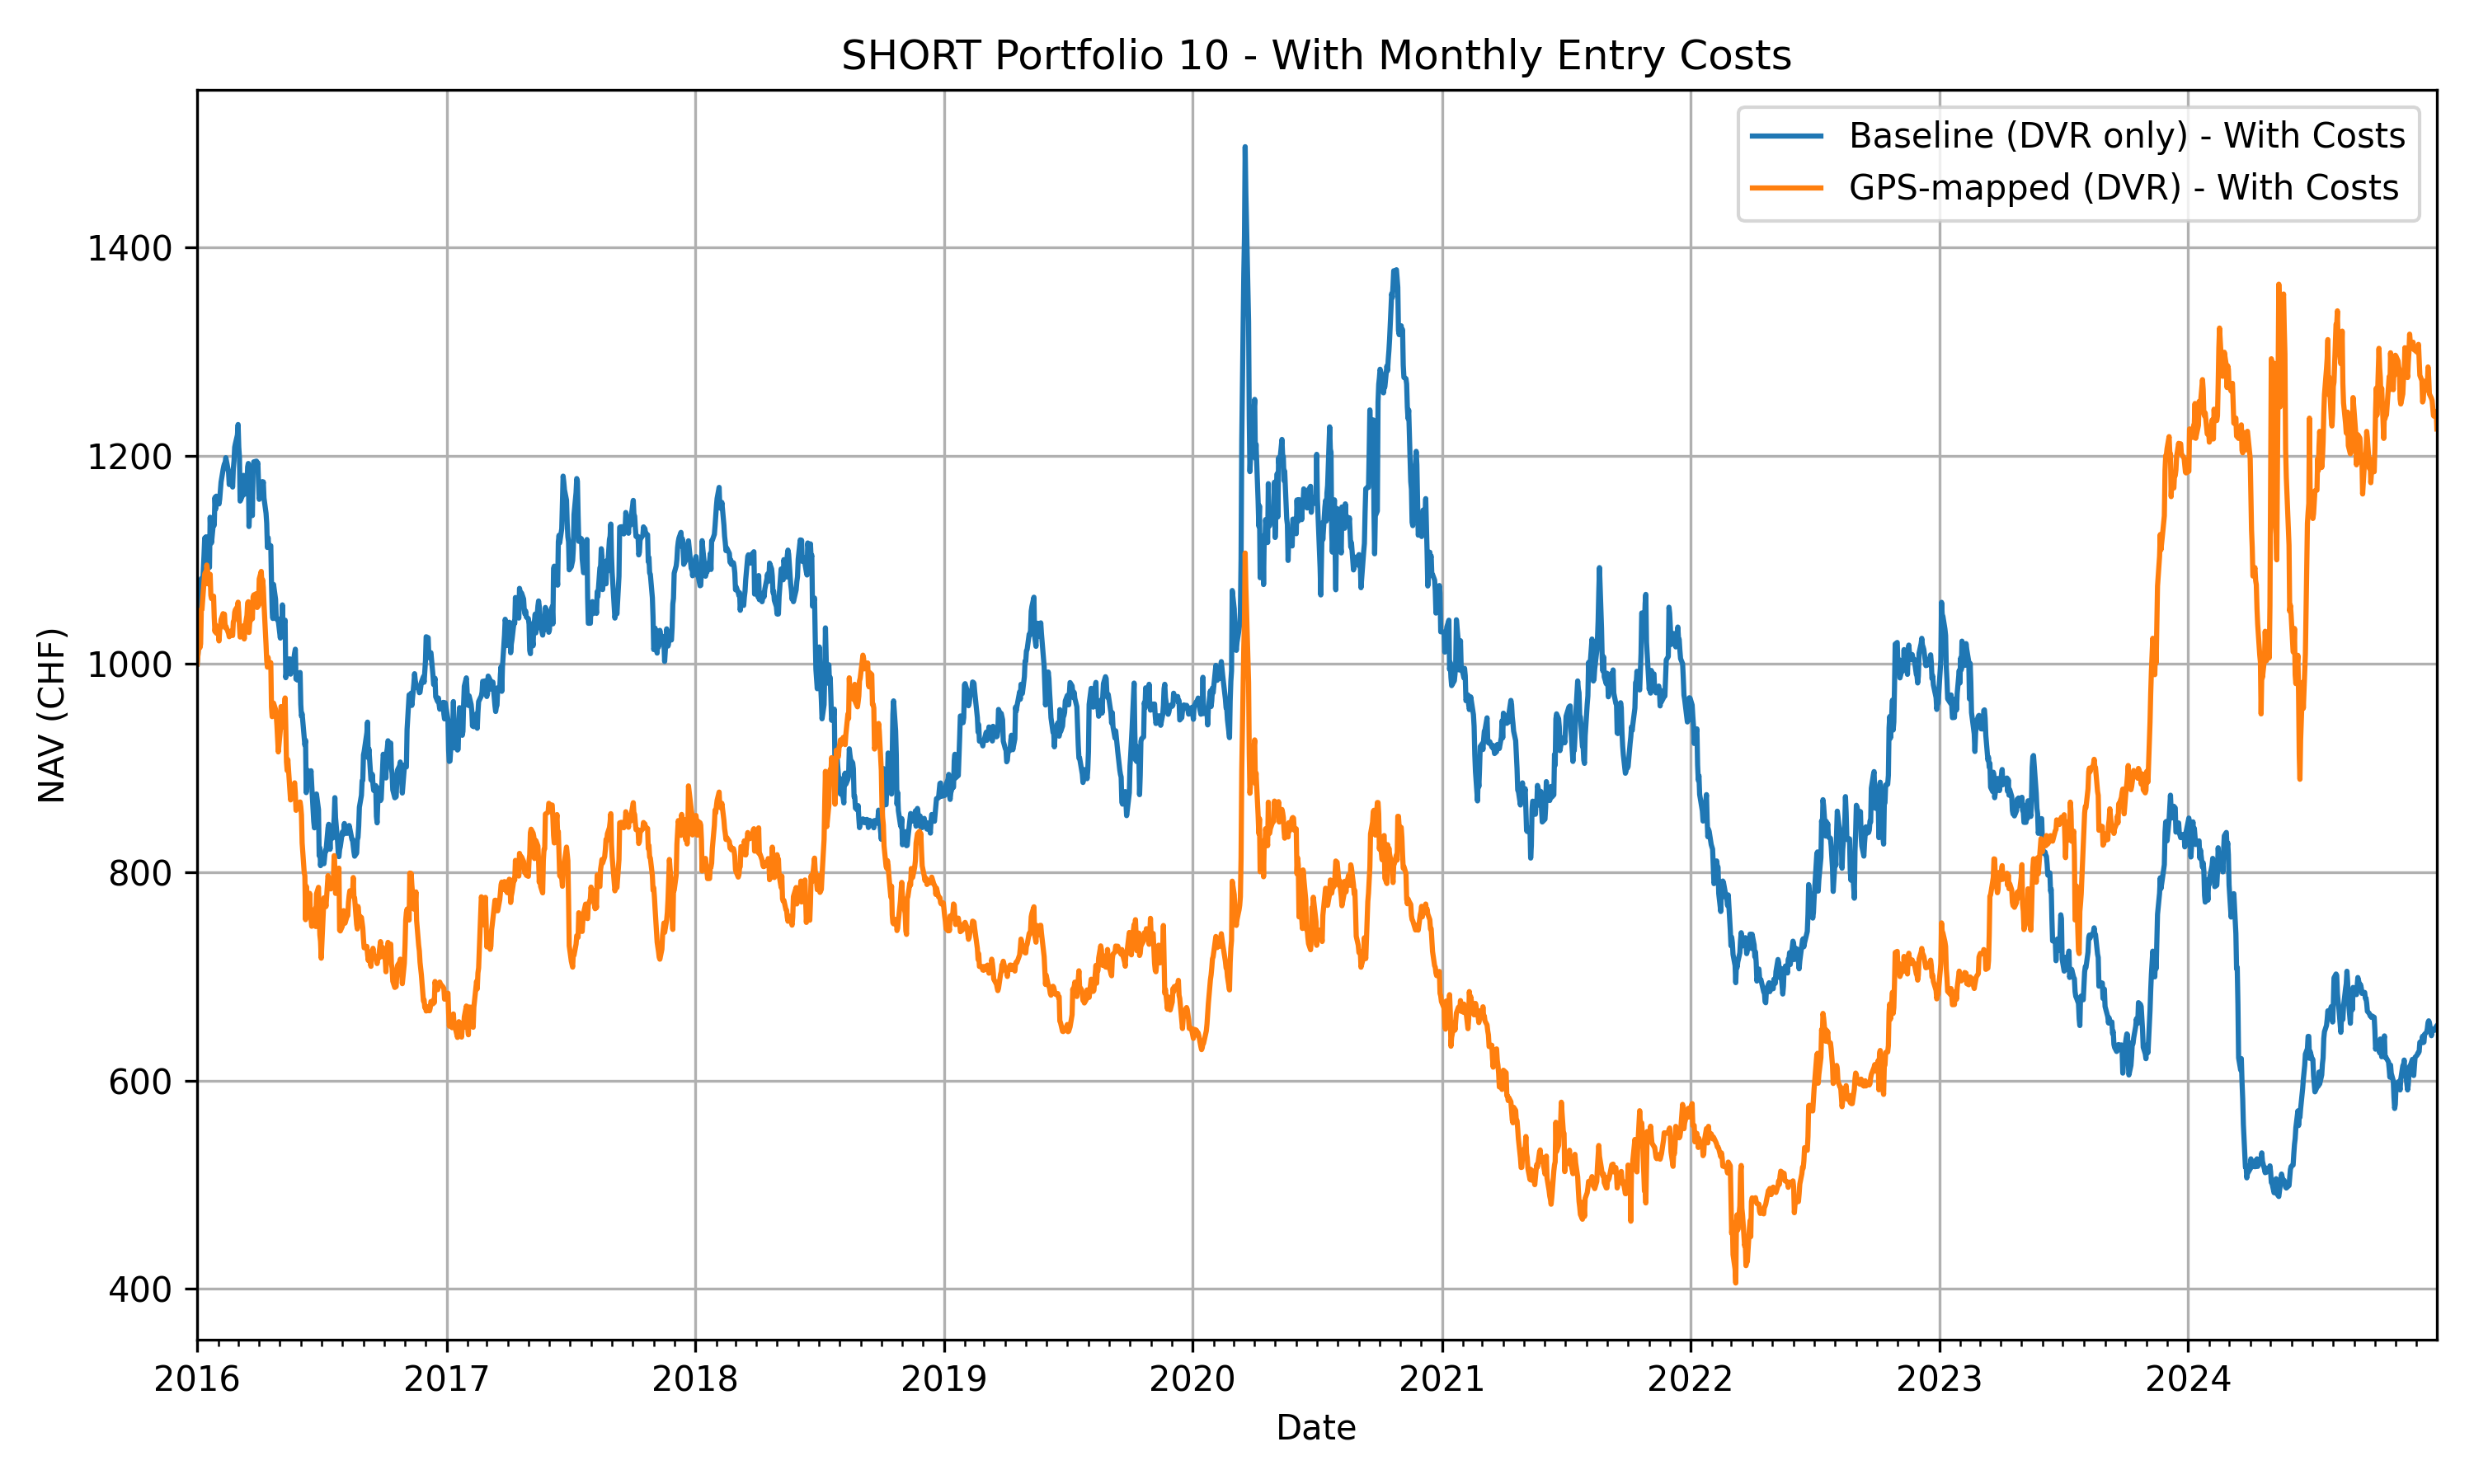 SHORT Portfolio 10 - With Monthly Entry Costs
Baseline (DVR only) - With Costs
GPS-mapped (DVR) - With Costs
NAV (CHF)
1400
1200
1000
800
600
400
2016 2017 2018 2019 2020 2021 2022 2023 2024
Date